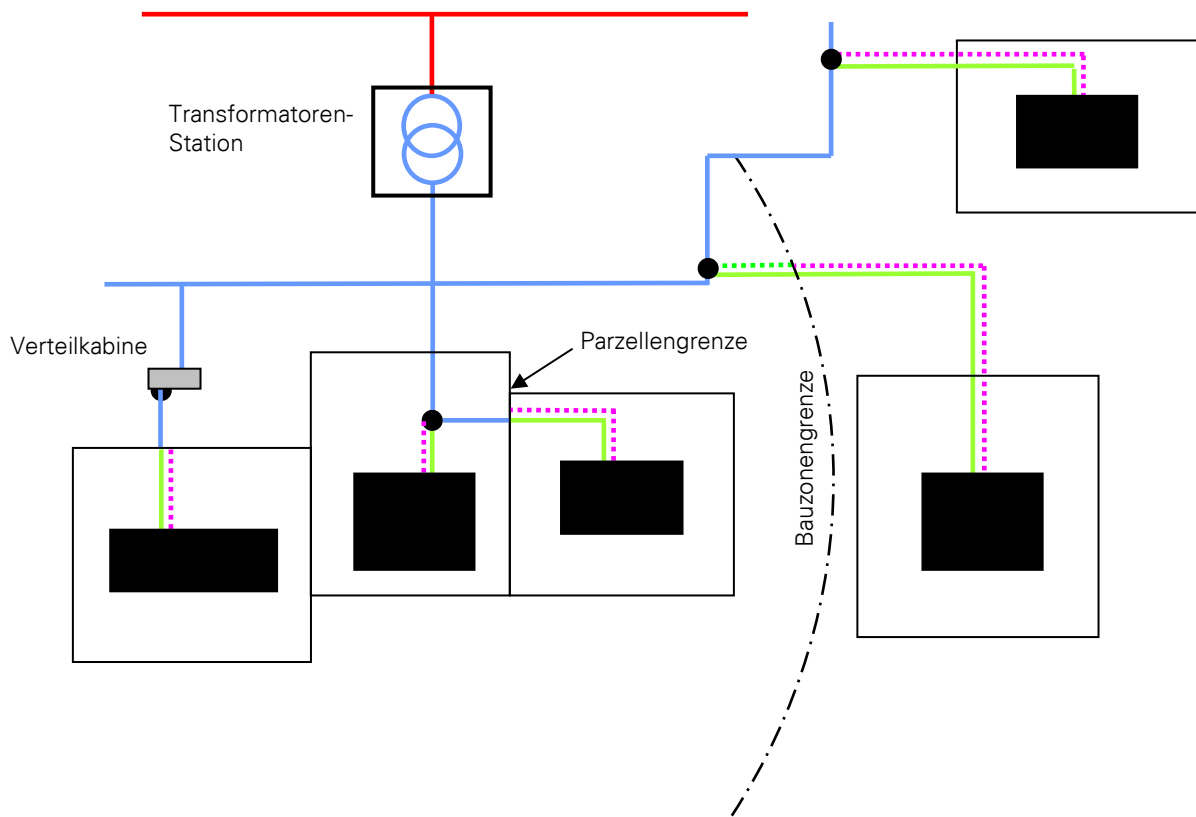 Transformatoren-
Station
Verteilkabine
Parzellengrenze
Bauzonengrenze